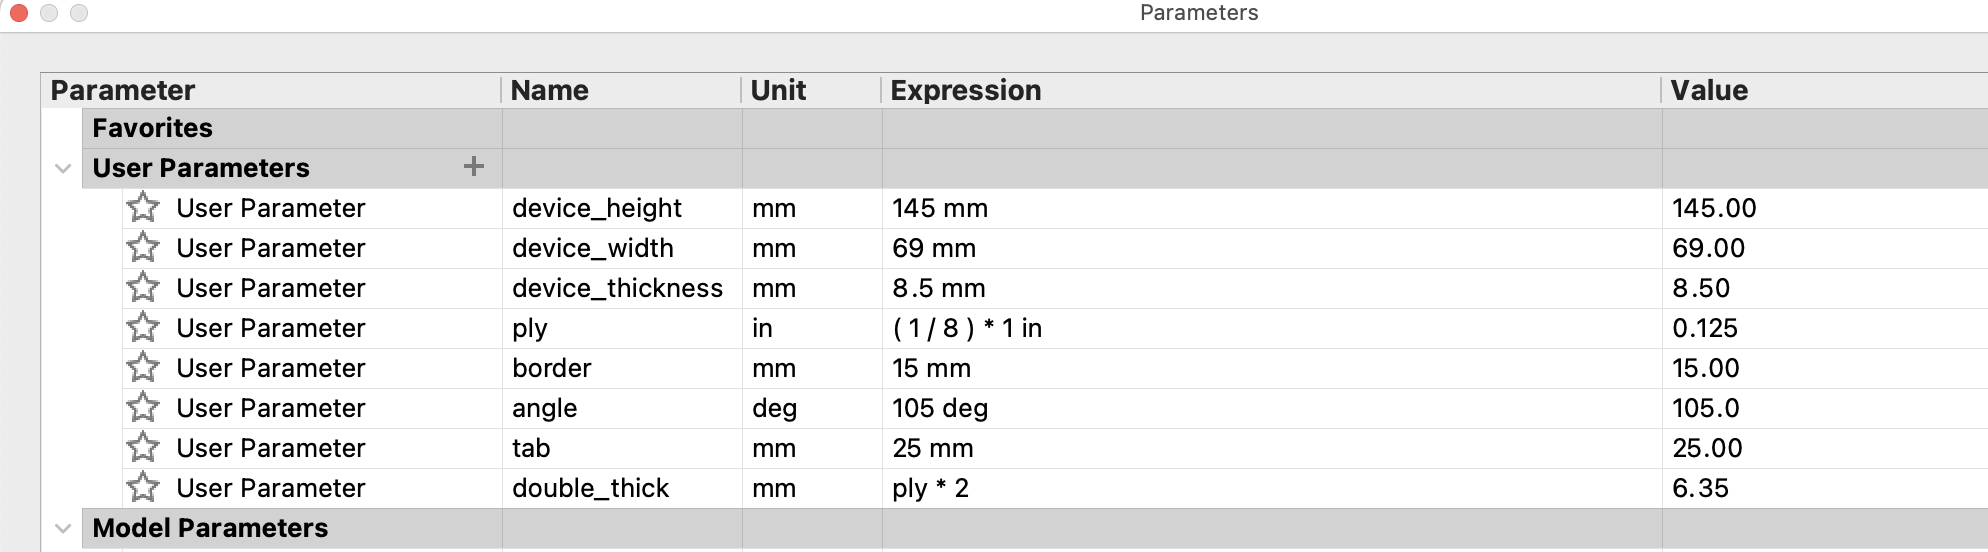 Parameters
Parameter Name Unit Expression Value
Favorites
User Parameters +
User Parameter device_height mm 145 mm 145.00
User Parameter device_width mm 69 mm 69.00
User Parameter device_thickness mm 8.5 mm 8.50
User Parameter ply in ( 1 / 8 ) * 1 in 0.125
User Parameter border mm 15 mm 15.00
User Parameter angle deg 105 deg 105.0
User Parameter tab mm 25 mm 25.00
User Parameter double_thick mm ply * 2 6.35
Model Parameters